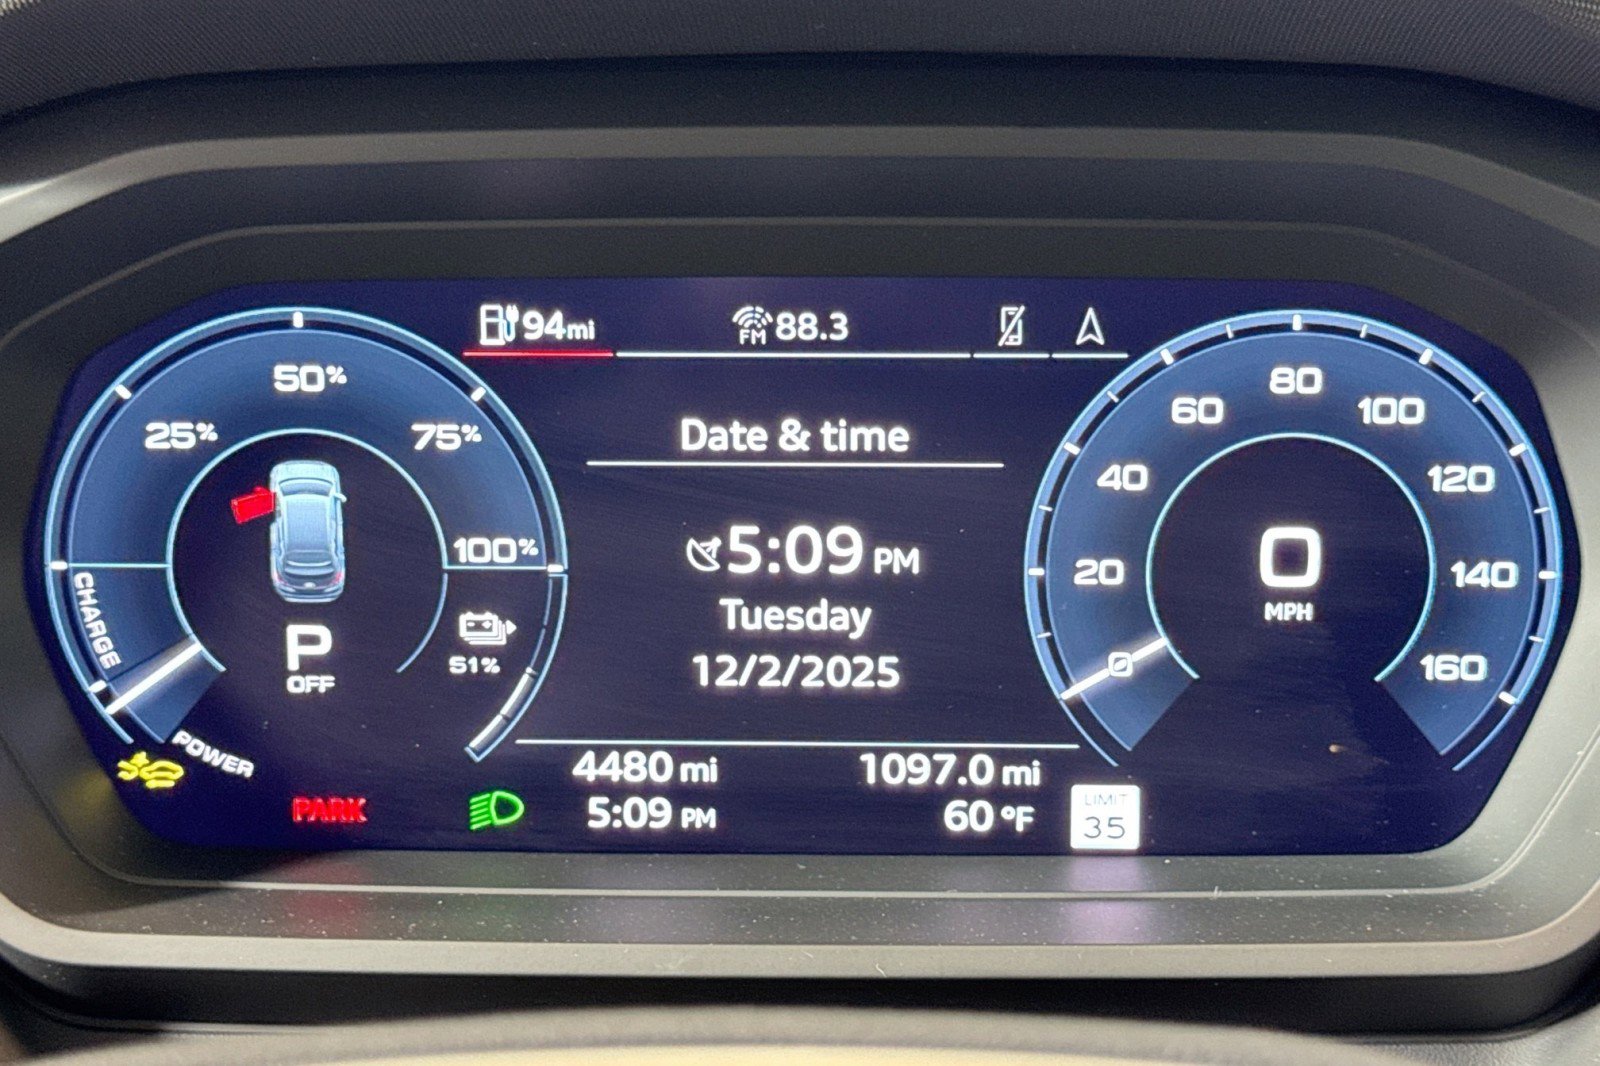 94mi
FM 88.3
50%
25%
75%
100%
CHARGE
POWER
51%
P
OFF
Date & time
5:09 PM
Tuesday
12/2/2025
80
60
100
40
120
20
140
0
160
0
MPH
4480 mi
1097.0 mi
PARK
5:09 PM
60 °F
LIMIT
35